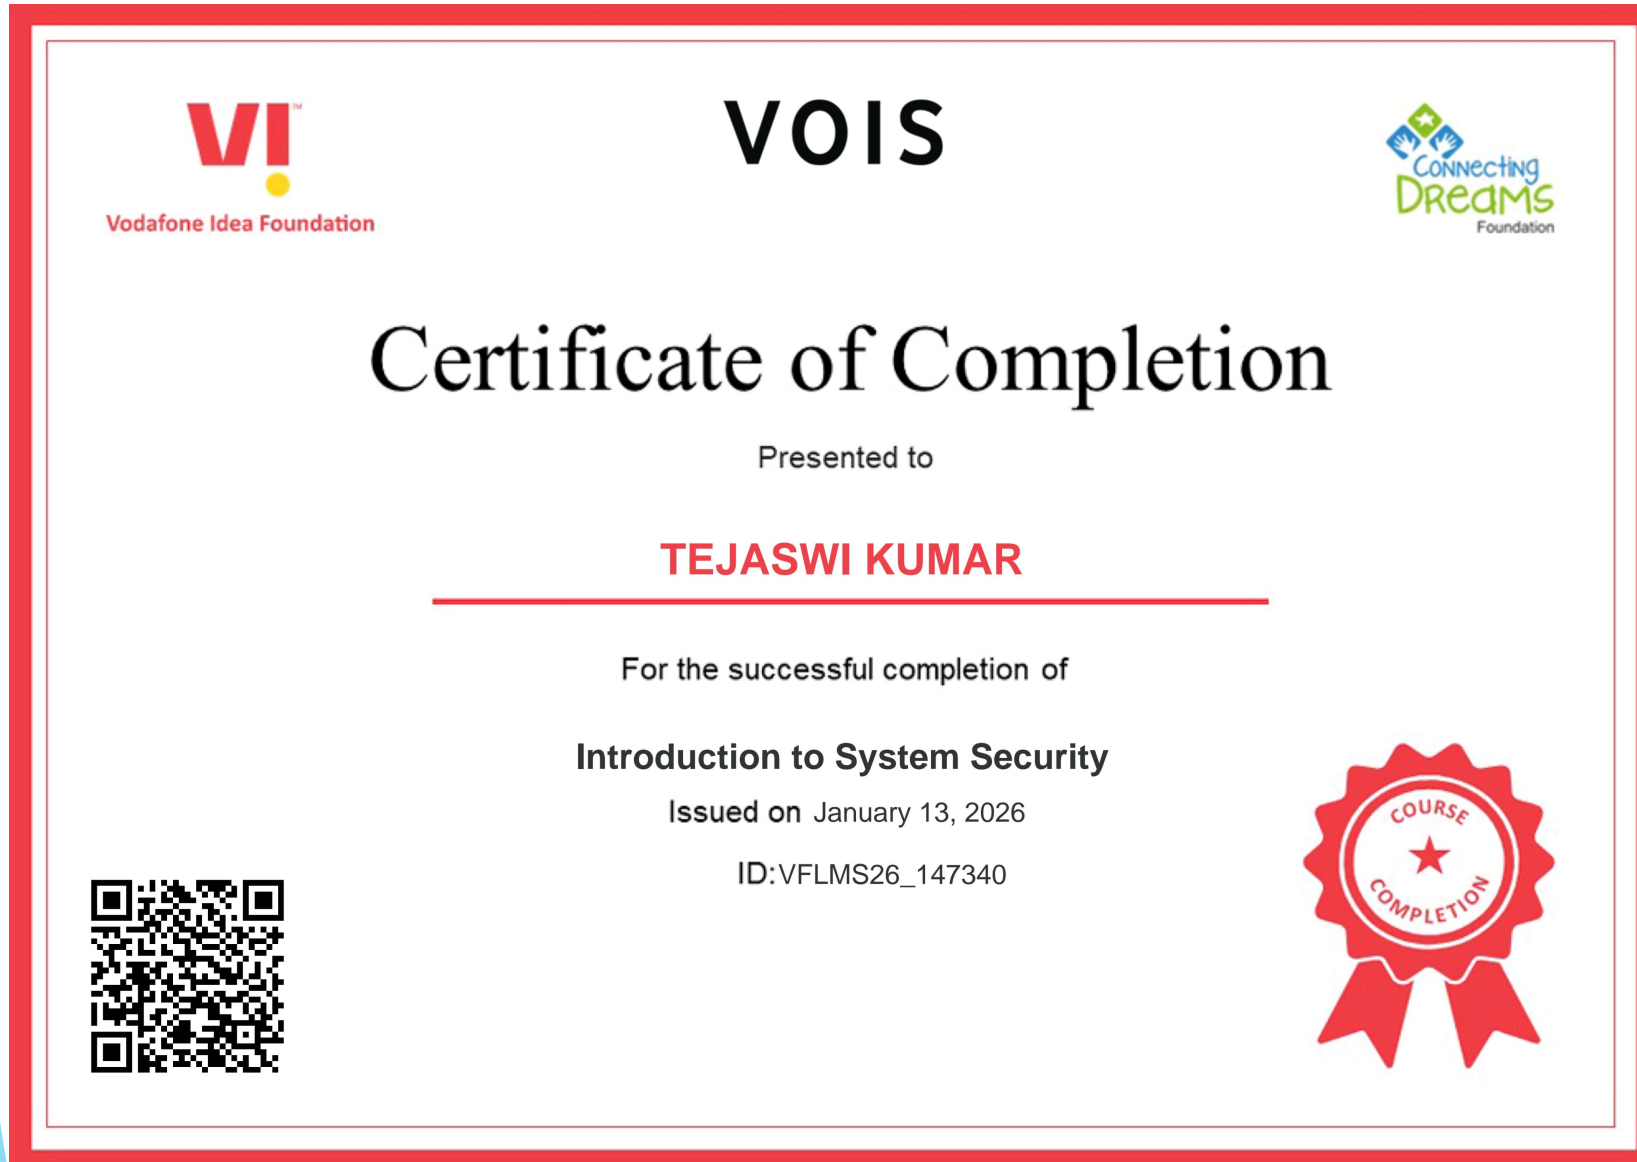 VI
TM
Vodafone Idea Foundation
VOIS
Connecting
Dreams
Foundation
Certificate of Completion
Presented to
TEJASWI KUMAR
For the successful completion of
Introduction to System Security
Issued on January 13, 2026
ID:VFLMS26_147340
COURSE
COMPLETION